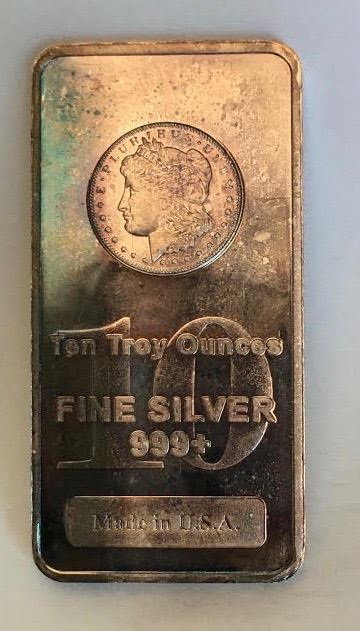 E·PLURIBUS·UNUM
10
Ten Troy Ounces
FINE SILVER
999+
Made in U.S.A.